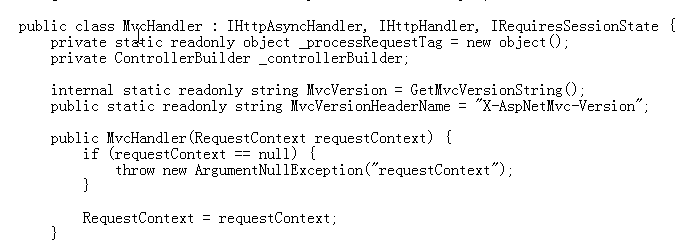 public class MvcHandler : IHttpAsyncHandler, IHttpHandler, IRequiresSessionState {
private static readonly object _processRequestTag = new object();
private ControllerBuilder _controllerBuilder;
internal static readonly string MvcVersion = GetMvcVersionString();
public static readonly string MvcVersionHeaderName = "X-AspNetMvc-Version";
public MvcHandler(RequestContext requestContext) {
if (requestContext == null) {
throw new ArgumentNullException("requestContext");
}
RequestContext = requestContext;
}